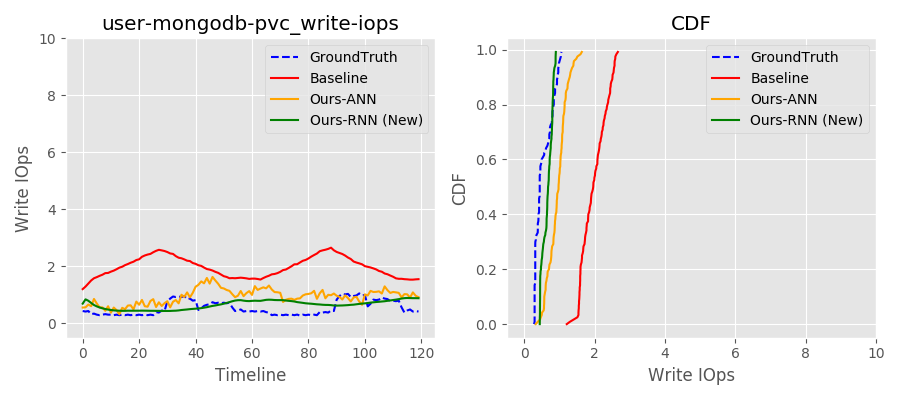 user-mongodb-pvc_write-iops
10
8
6
4
2
0
Write IOps
0 20 40 60 80 100 120
Timeline
GroundTruth
Baseline
Ours-ANN
Ours-RNN (New)
CDF
1.0
0.8
0.6
0.4
0.2
0.0
CDF
0 2 4 6 8 10
Write IOps
GroundTruth
Baseline
Ours-ANN
Ours-RNN (New)